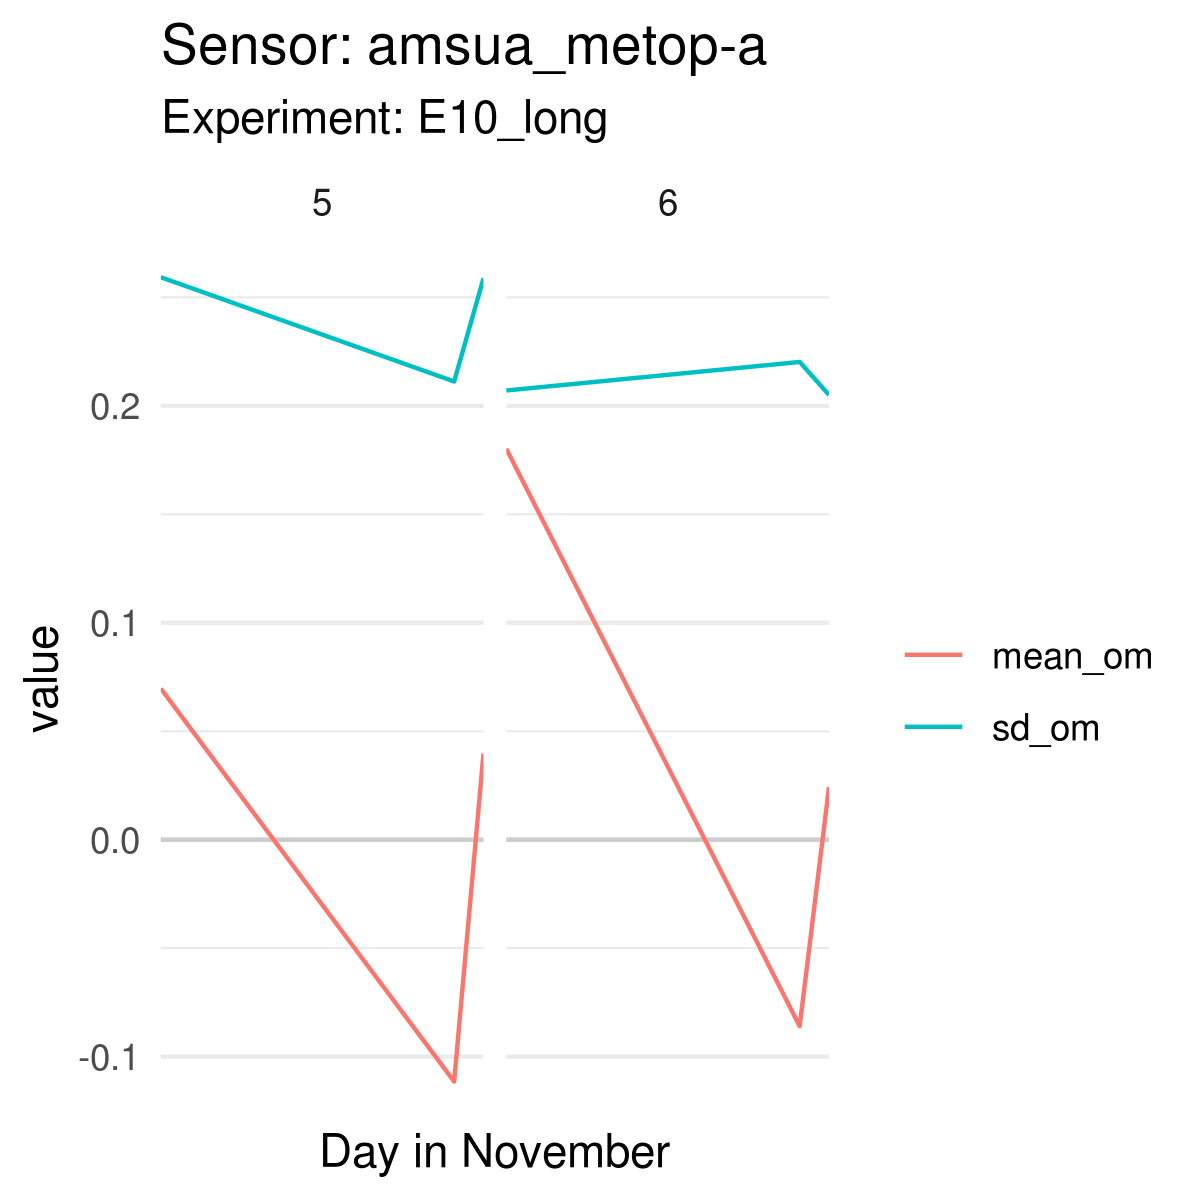 Sensor: amsua_metop-a
Experiment: E10_long
5 6
0.2
0.1
0.0
-0.1
value
mean_om
sd_om
Day in November